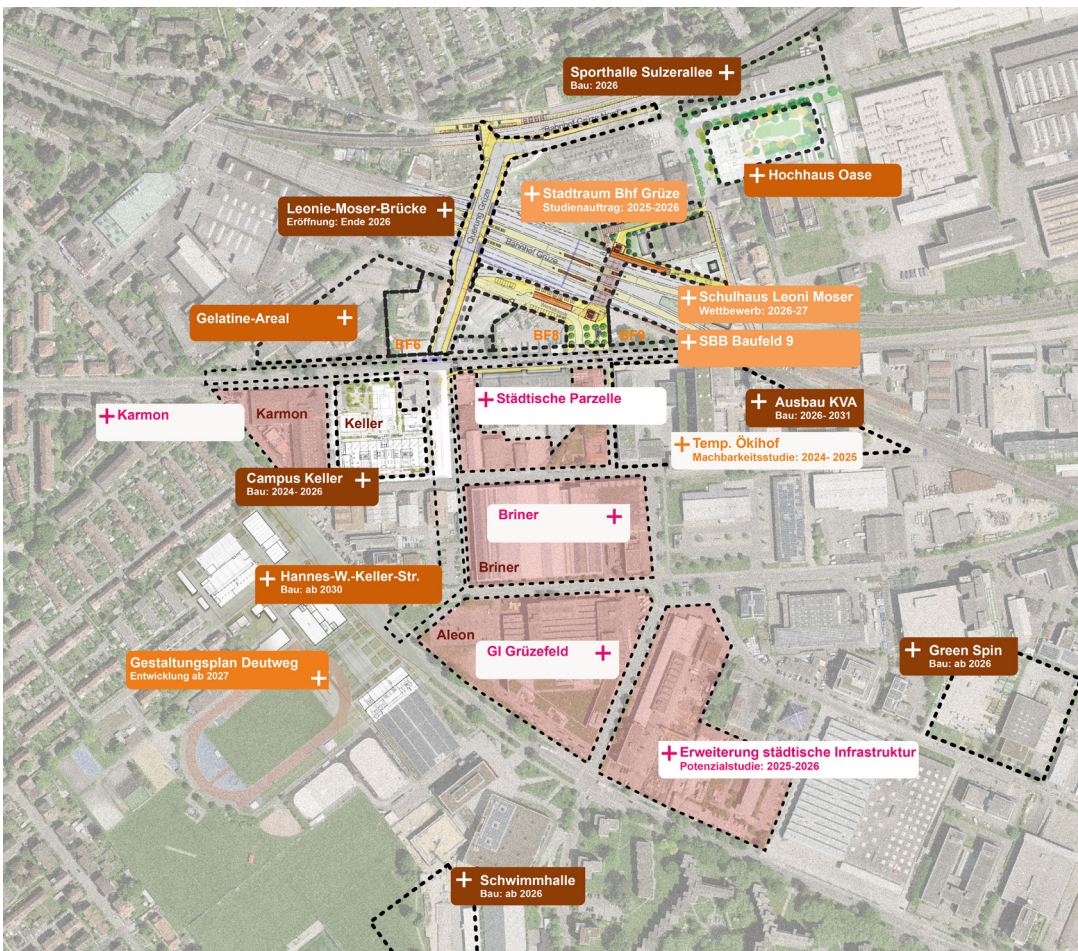 Sporthalle Sulzerallee
Bau: 2026
Hochhaus Oase
Stadtraum Bhf Grüze
Studienauftrag: 2025-2026
Leonie-Moser-Brücke
Eröffnung: Ende 2026
Querung Grüze
Bahnhof Grüze
Schulhaus Leoni Moser
Wettbewerb: 2026-27
Gelatine-Areal
BF6
BF8
BF9
SBB Baufeld 9
Karmon
Karmon
Keller
Städtische Parzelle
Ausbau KVA
Bau: 2026- 2031
Temp. Ökihof
Machbarkeitsstudie: 2024- 2025
Campus Keller
Bau: 2024- 2026
Briner
Briner
Hannes-W.-Keller-Str.
Bau: ab 2030
Aleon
GI Grüzefeld
Green Spin
Bau: ab 2026
Gestaltungsplan Deutweg
Entwicklung ab 2027
Erweiterung städtische Infrastruktur
Potenzialstudie: 2025-2026
Schwimmhalle
Bau: ab 2026